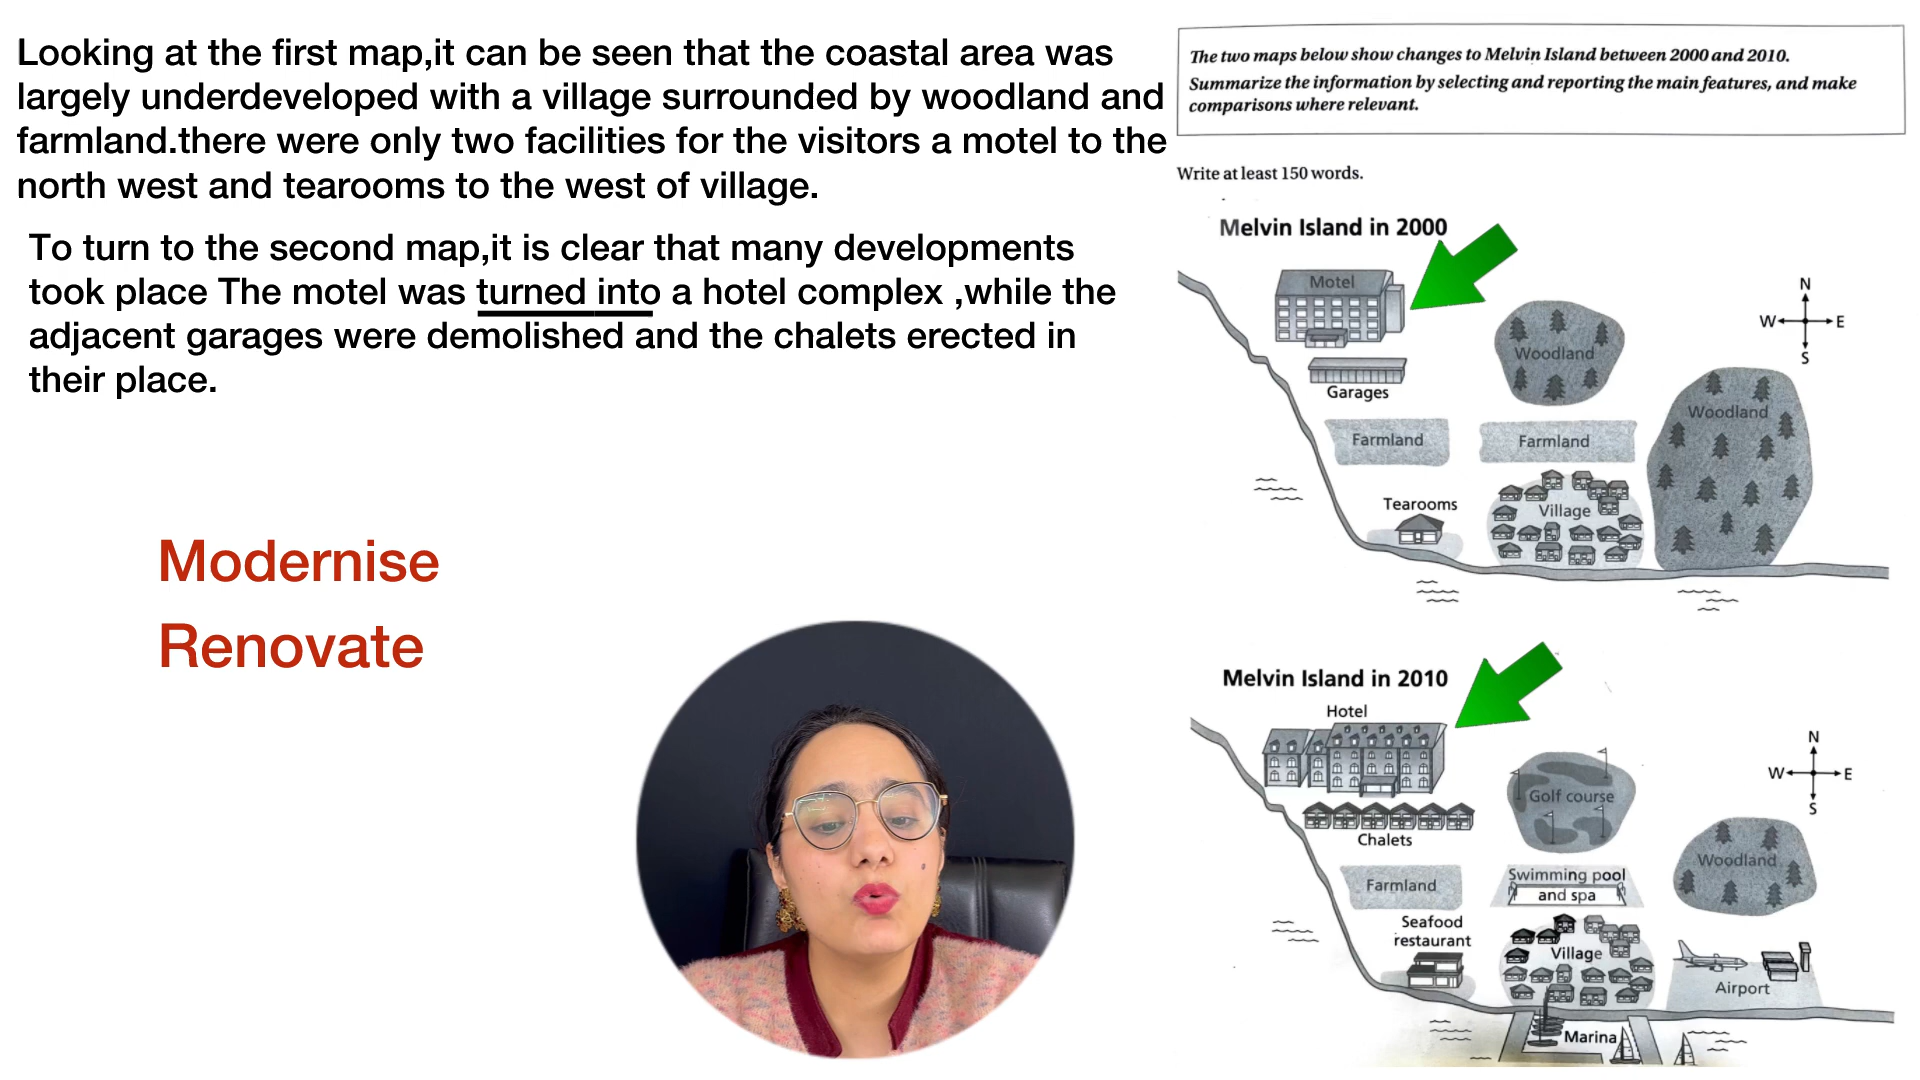 Looking at the first map,it can be seen that the coastal area was
largely underdeveloped with a village surrounded by woodland and
farmland.there were only two facilities for the visitors a motel to the
north west and tearooms to the west of village.
To turn to the second map,it is clear that many developments
took place The motel was turned into a hotel complex ,while the
adjacent garages were demolished and the chalets erected in
their place.
Modernise
Renovate
The two maps below show changes to Melvin Island between 2000 and 2010.
Summarize the information by selecting and reporting the main features, and make
comparisons where relevant.
Write at least 150 words.
Melvin Island in 2000
Motel
Garages
Woodland
N
W E
S
Woodland
Farmland
Farmland
Tearooms
Village
Melvin Island in 2010
Hotel
Chalets
Golf course
N
W E
S
Woodland
Farmland
Swimming pool
and spa
Seafood
restaurant
Village
Airport
Marina